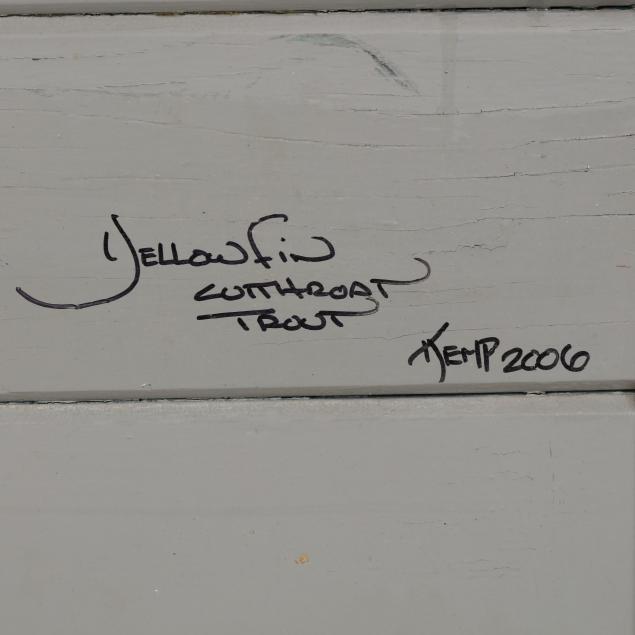 Yellowfin
CUTTHROAT
TROUT
KEMP 2006